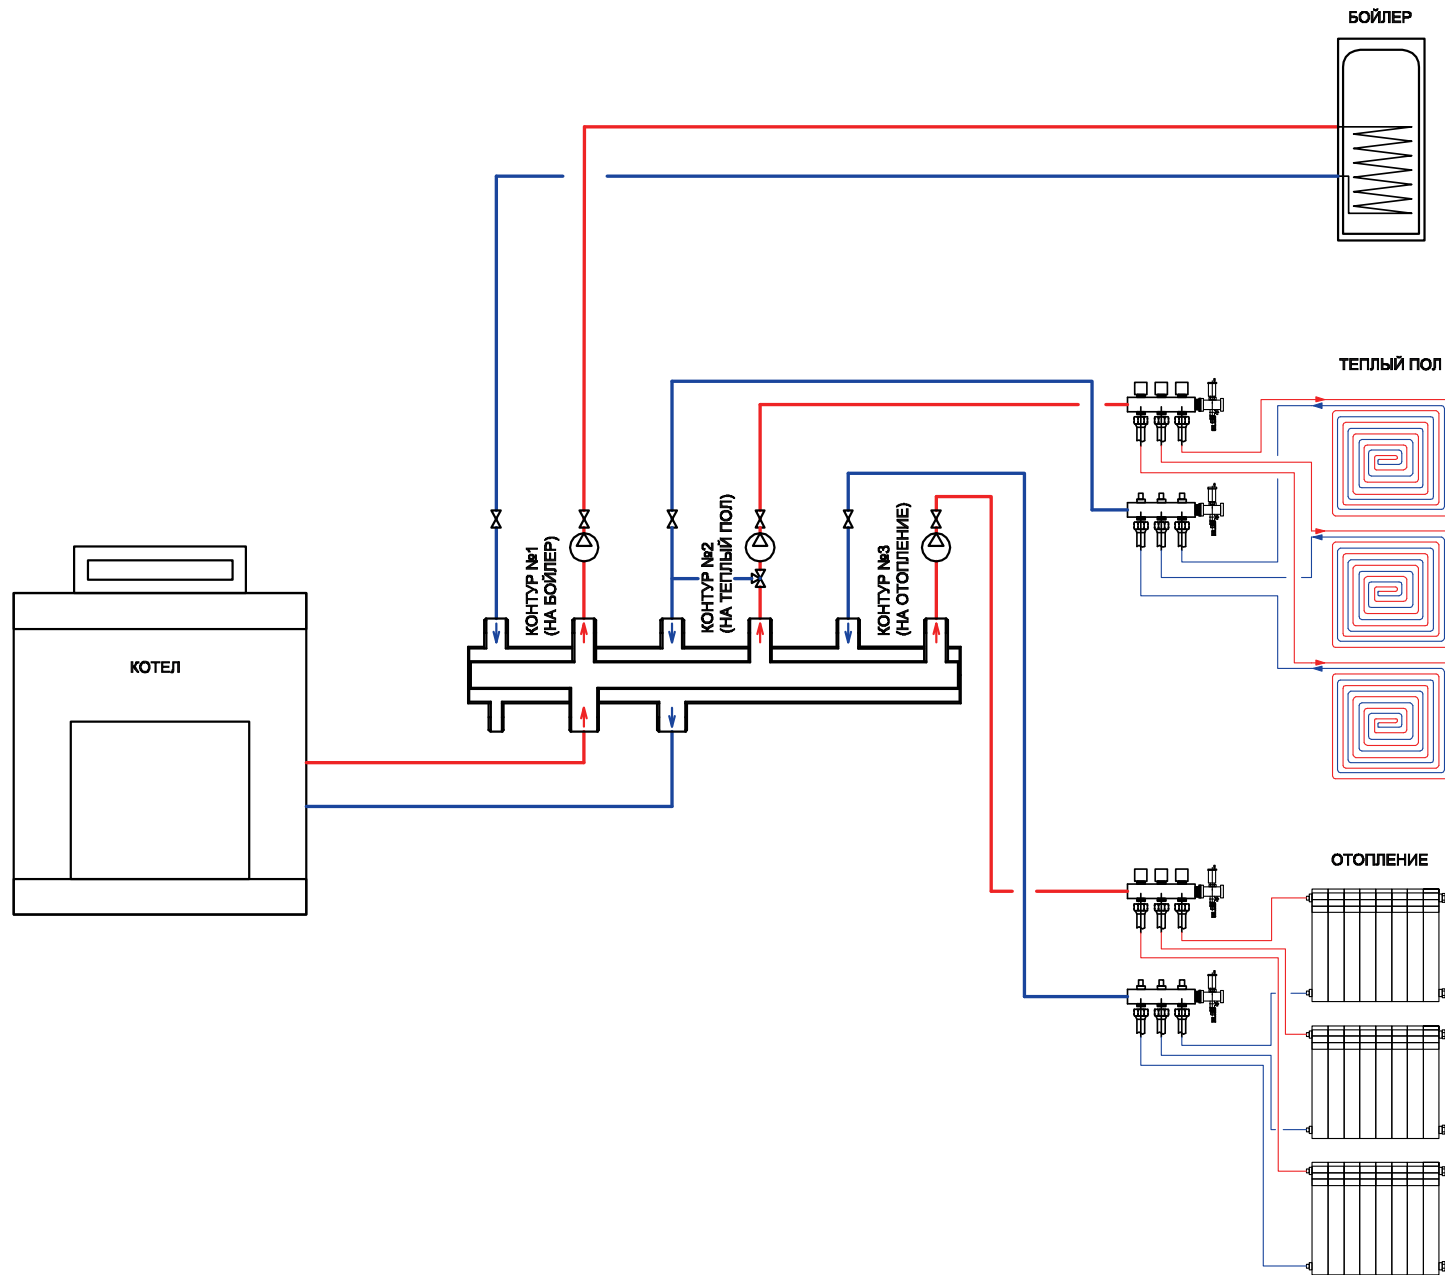 БОЙЛЕР
ТЕПЛЫЙ ПОЛ
КОНТУР №1
(НА БОЙЛЕР)
КОНТУР №2
(НА ТЕПЛЫЙ ПОЛ)
КОНТУР №3
(НА ОТОПЛЕНИЕ)
КОТЕЛ
ОТОПЛЕНИЕ